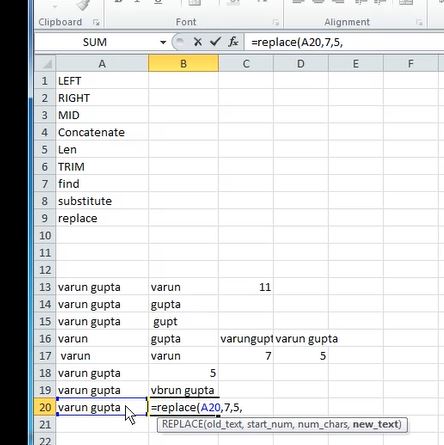 Clipboard Font Alignment
SUM fx =replace(A20,7,5,
A B C D E F
1 LEFT
2 RIGHT
3 MID
4 Concatenate
5 Len
6 TRIM
7 find
8 substitute
9 replace
10
11
12
13 varun gupta varun 11
14 varun gupta gupta
15 varun gupta gupt
16 varun gupta varungupt varun gupta
17 varun varun 7 5
18 varun gupta 5
19 varun gupta vbrun gupta
20 varun gupta =replace(A20,7,5,
21 REPLACE(old_text, start_num, num_chars, new_text)
22